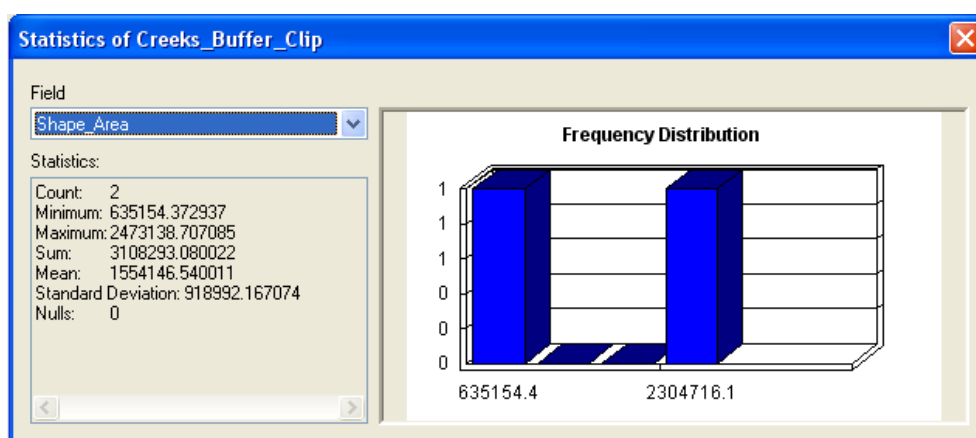 Statistics of Creeks_Buffer_Clip
Field
Shape_Area
Statistics:
Count: 2
Minimum: 635154.372937
Maximum: 2473138.707085
Sum: 3108293.080022
Mean: 1554146.540011
Standard Deviation: 918992.167074
Nulls: 0
Frequency Distribution
1
1
1
0
0
0
635154.4 2304716.1